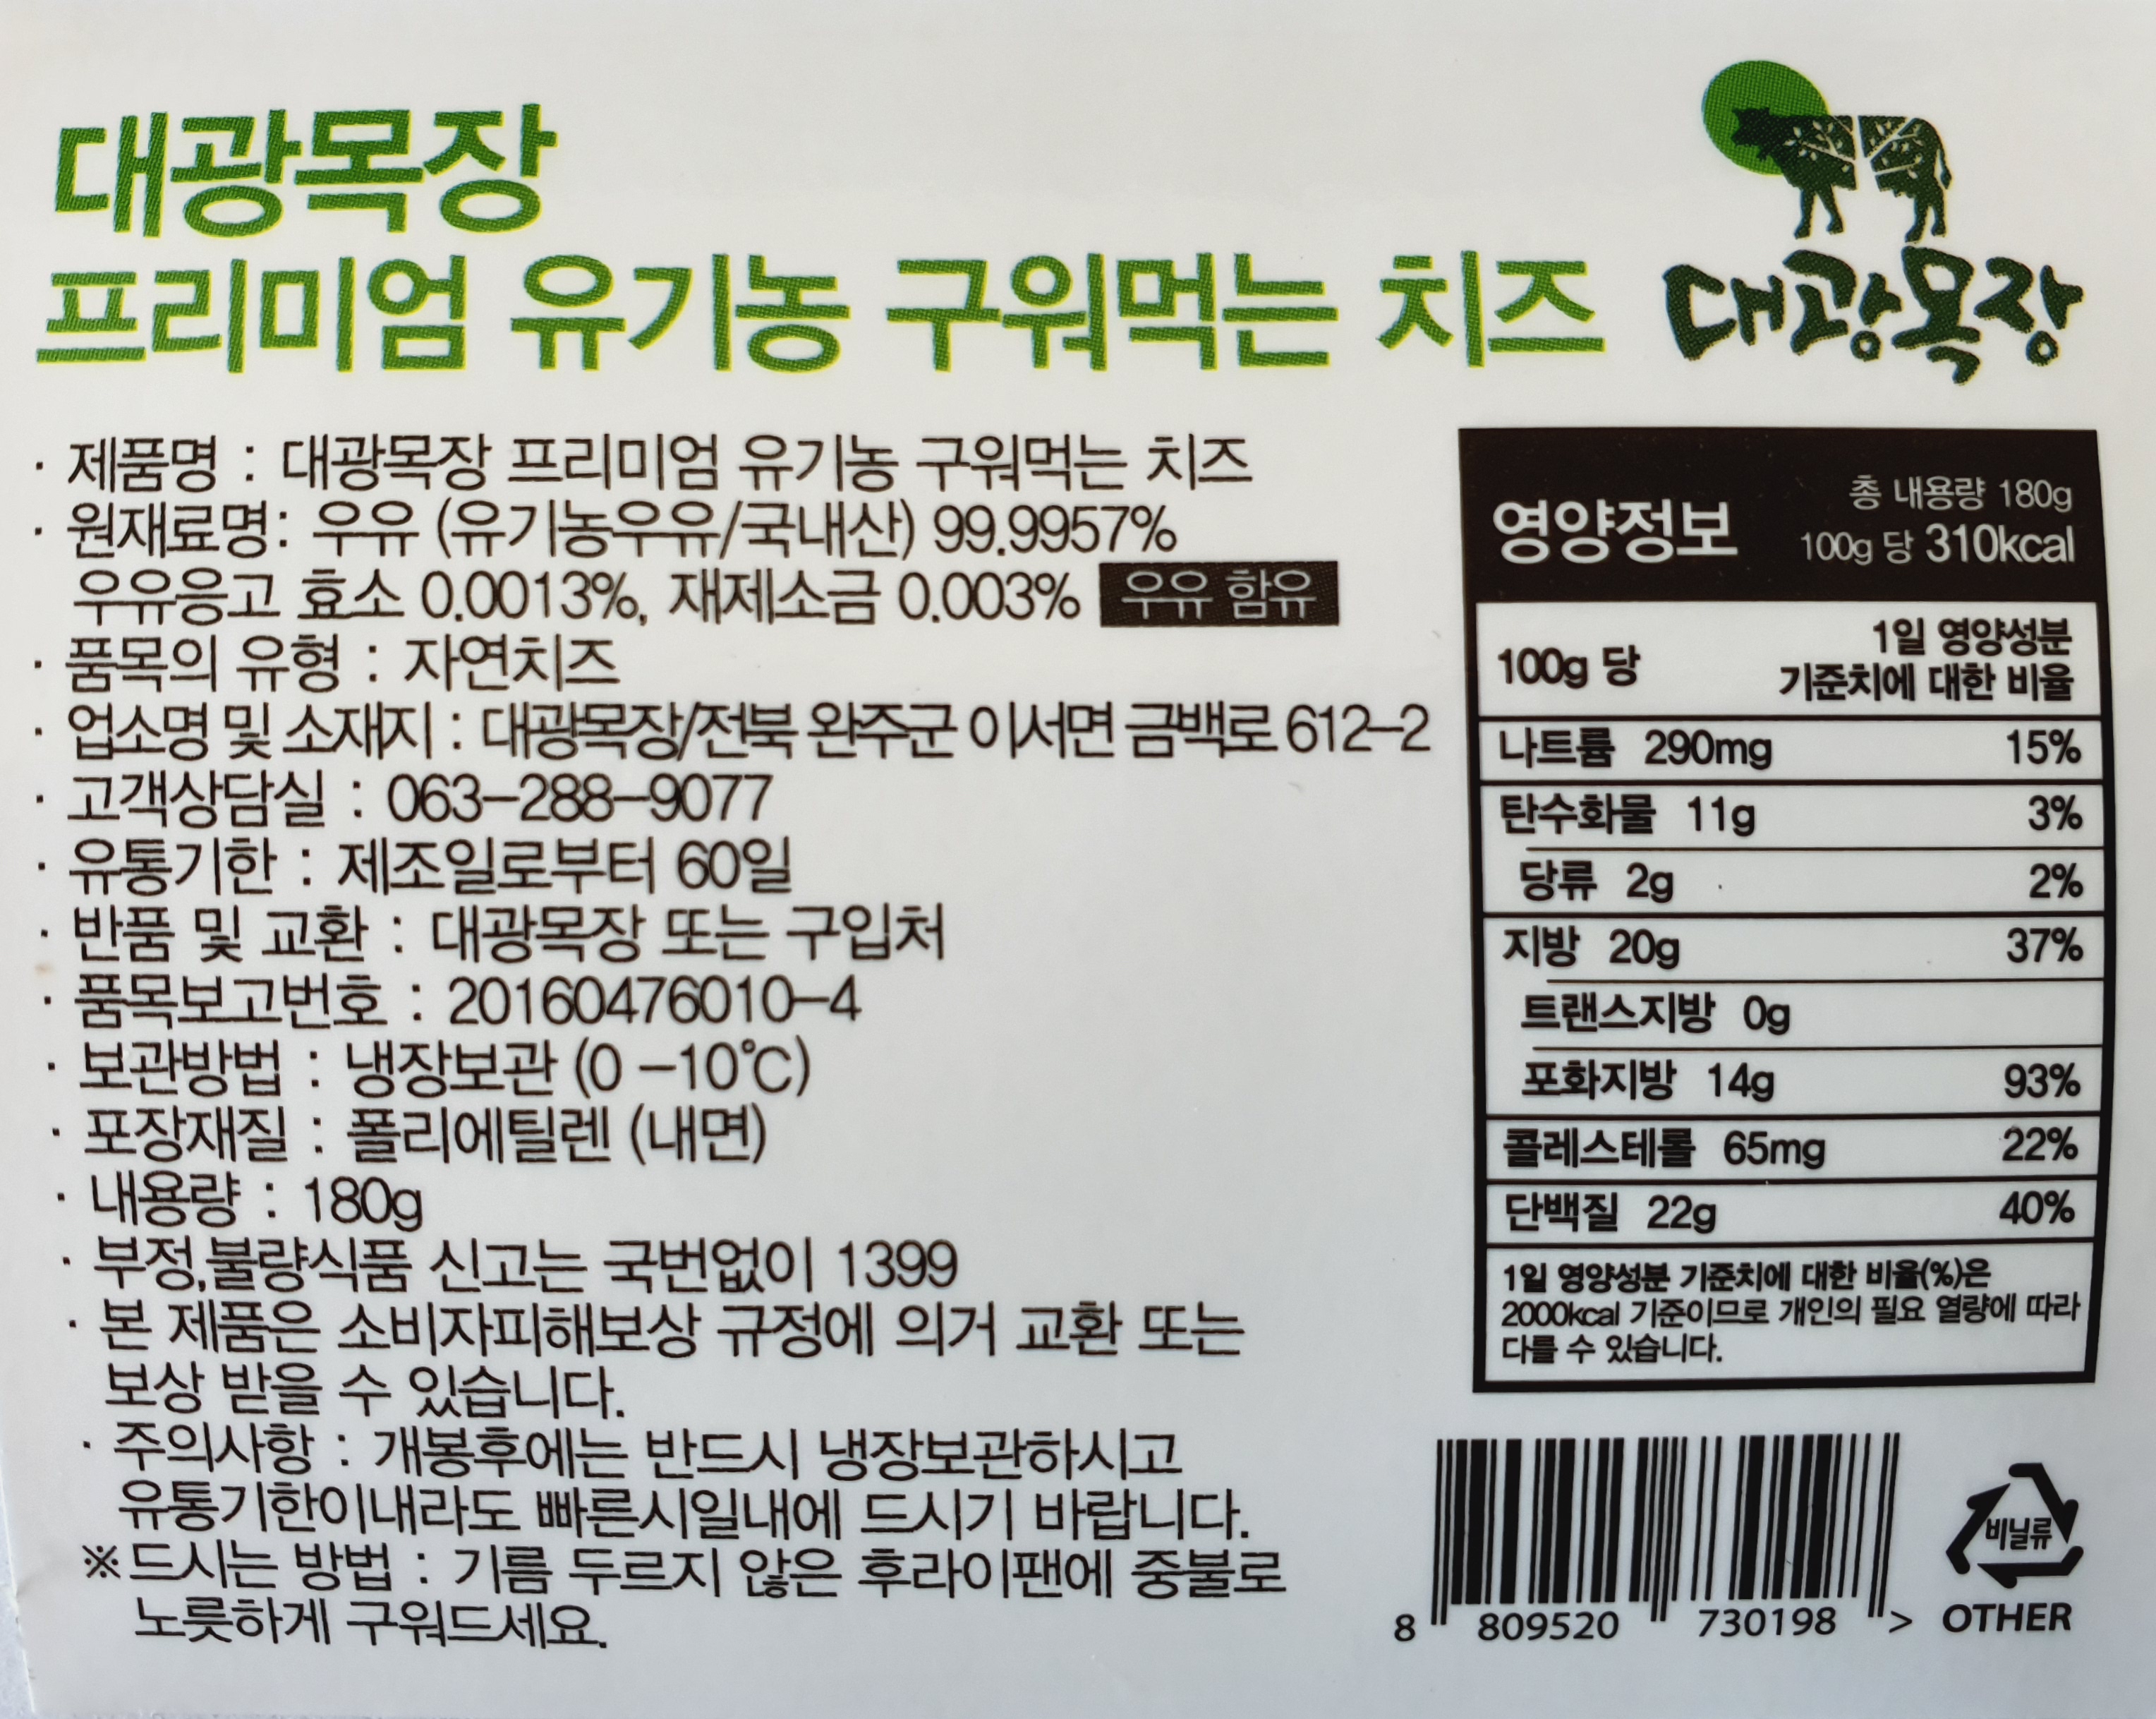 대광목장
프리미엄 유기농 구워먹는 치즈
대광목장
· 제품명 : 대광목장 프리미엄 유기농 구워먹는 치즈
· 원재료명: 우유 (유기농우유/국내산) 99.9957%
우유응고 효소 0.0013%, 재제소금 0.003% 우유 함유
· 품목의 유형 : 자연치즈
· 업소명 및 소재지 : 대광목장/전북 완주군 이서면 금백로 612-2
· 고객상담실 : 063-288-9077
· 유통기한 : 제조일로부터 60일
· 반품 및 교환 : 대광목장 또는 구입처
· 품목보고번호 : 20160476010-4
· 보관방법 : 냉장보관 (0 -10℃)
· 포장재질 : 폴리에틸렌 (내면)
· 내용량 : 180g
· 부정,불량식품 신고는 국번없이 1399
· 본 제품은 소비자피해보상 규정에 의거 교환 또는
보상 받을 수 있습니다.
· 주의사항 : 개봉후에는 반드시 냉장보관하시고
유통기한이내라도 빠른시일내에 드시기 바랍니다.
※드시는 방법 : 기름 두르지 않은 후라이팬에 중불로
노릇하게 구워드세요.
영양정보
총 내용량 180g
100g 당 310kcal
100g 당
1일 영양성분
기준치에 대한 비율
나트륨 290mg 15%
탄수화물 11g 3%
당류 2g 2%
지방 20g 37%
트랜스지방 0g
포화지방 14g 93%
콜레스테롤 65mg 22%
단백질 22g 40%
1일 영양성분 기준치에 대한 비율(%)은
2000kcal 기준이므로 개인의 필요 열량에 따라
다를 수 있습니다.
8 809520 730198 >
비닐류
OTHER